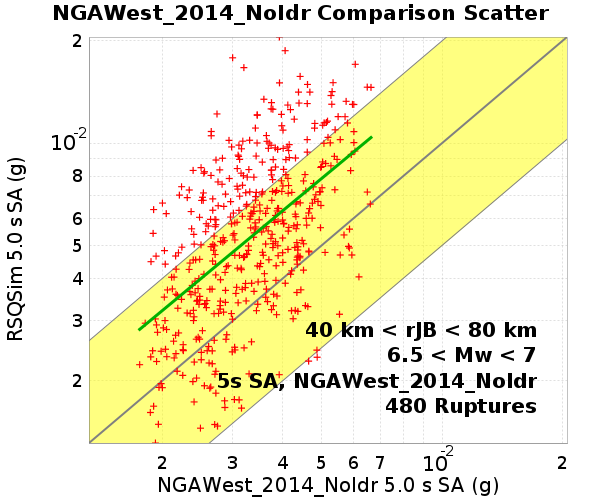 NGAWest_2014_NoIdr Comparison Scatter
2
10-2
8
6
5
4
3
2
RSQSim 5.0 s SA (g)
40 km < rJB < 80 km
6.5 < Mw < 7
5s SA, NGAWest_2014_NoIdr
480 Ruptures
2 3 4 5 6 7 10-2 2
NGAWest_2014_NoIdr 5.0 s SA (g)